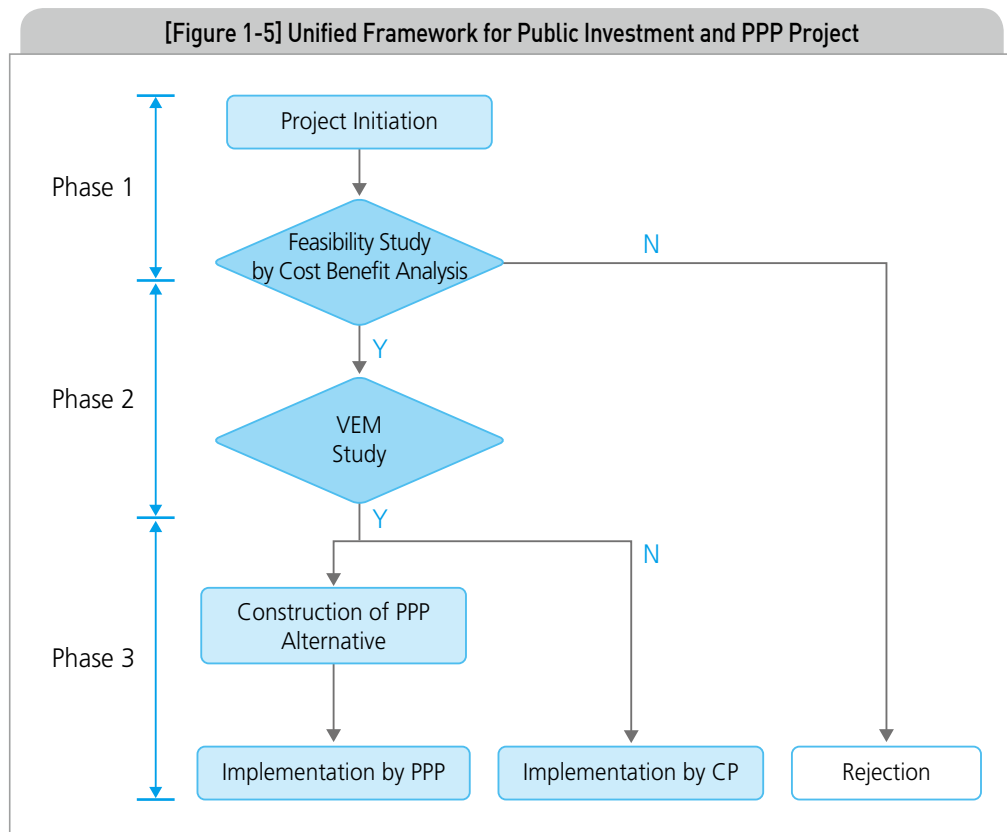 [Figure 1-5] Unified Framework for Public Investment and PPP Project
Project Initiation
Phase 1
Feasibility Study
by Cost Benefit Analysis
N
Y
Phase 2
VEM
Study
Y
N
Construction of PPP
Alternative
Phase 3
Implementation by PPP
Implementation by CP
Rejection